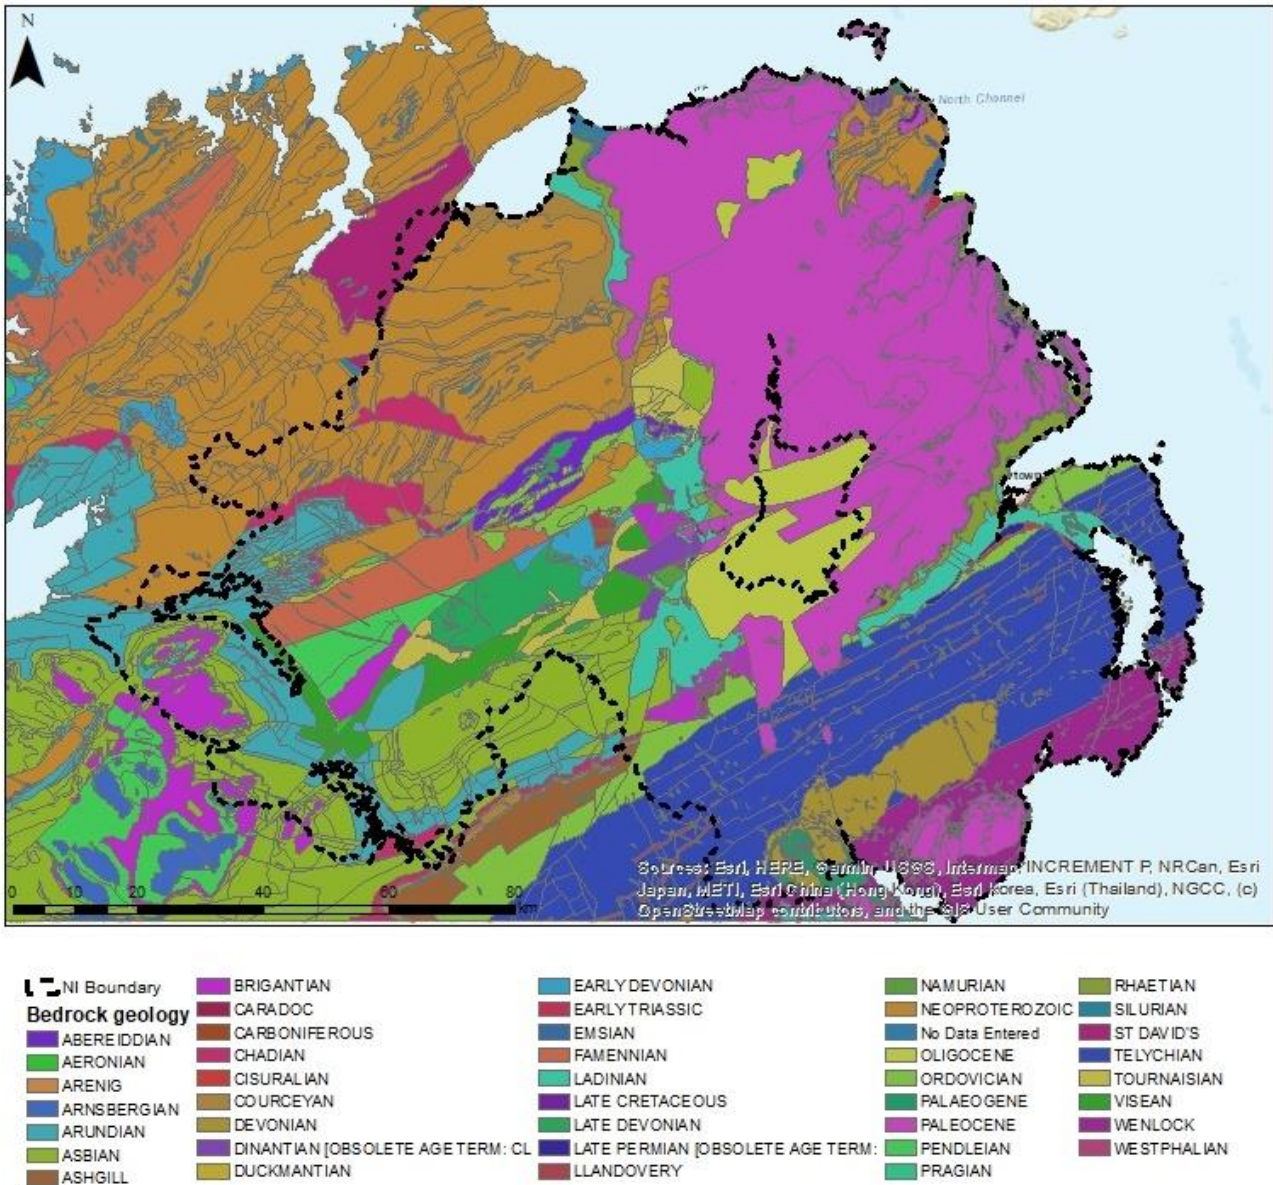 N
North Channel
town
Sources: Esri, HERE, Garmin, USGS, Intermap, INCREMENT P, NRCan, Esri
Japan, METI, Esri China (Hong Kong), Esri Korea, Esri (Thailand), NGCC, (c)
OpenStreetMap contributors, and the GIS User Community
0 10 20 40 60 80
km
NI Boundary
Bedrock geology
ABEREIDDIAN
AERONIAN
ARENIG
ARNSBERGIAN
ARUNDIAN
ASBIAN
ASHGILL
BRIGANTIAN
CARADOC
CARBONIFEROUS
CHADIAN
CISURALIAN
COURCEYAN
DEVONIAN
DINANTIAN [OBSOLETE AGE TERM: CL
DUCKMANTIAN
EARLY DEVONIAN
EARLY TRIASSIC
EMSIAN
FAMENNIAN
LADINIAN
LATE CRETACEOUS
LATE DEVONIAN
LATE PERMIAN [OBSOLETE AGE TERM:
LLANDOVERY
NAMURIAN
NEOPROTEROZOIC
No Data Entered
OLIGOCENE
ORDOVICIAN
PALAEOGENE
PALEOCENE
PENDLEIAN
PRAGIAN
RHAETIAN
SILURIAN
ST DAVID'S
TELYCHIAN
TOURNAISIAN
VISEAN
WENLOCK
WESTPHALIAN